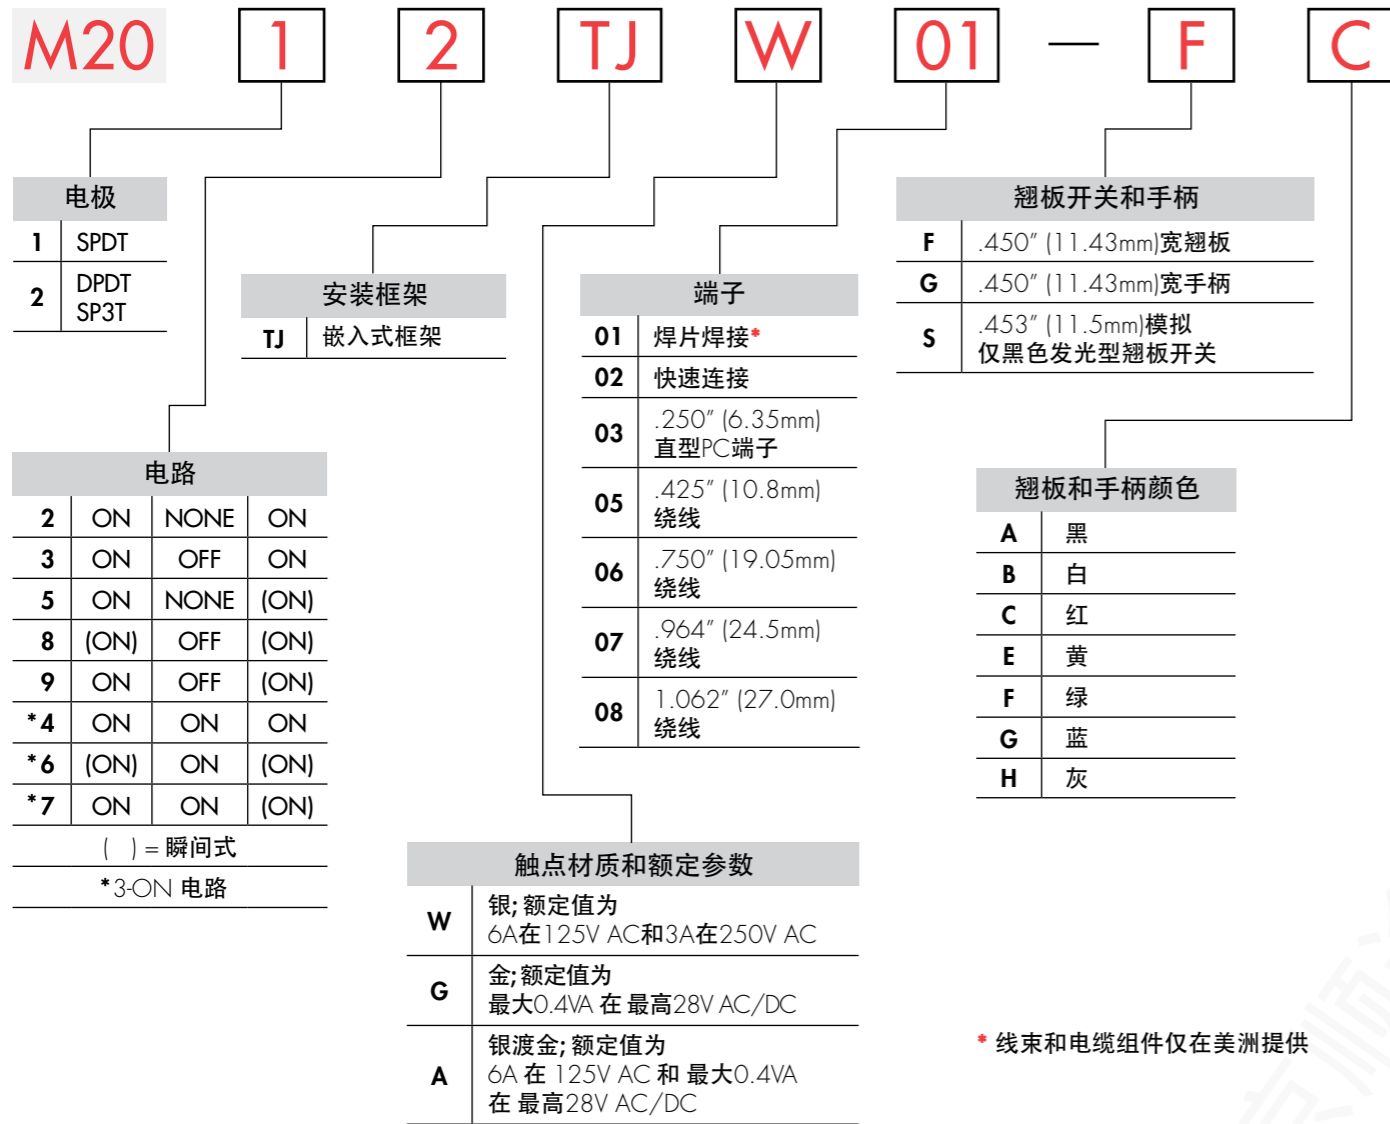 M20 1 2 TJ W 01 — F C
电极
1 SPDT
2 DPDT
SP3T
安装框架
TJ 嵌入式框架
端子
01 焊片焊接*
02 快速连接
03 .250" (6.35mm)
直型PC端子
05 .425" (10.8mm)
绕线
06 .750" (19.05mm)
绕线
07 .964" (24.5mm)
绕线
08 1.062" (27.0mm)
绕线
翘板开关和手柄
F .450" (11.43mm)宽翘板
G .450" (11.43mm)宽手柄
S .453" (11.5mm)模拟
仅黑色发光型翘板开关
电路
2 ON NONE ON
3 ON OFF ON
5 ON NONE (ON)
8 (ON) OFF (ON)
9 ON OFF (ON)
*4 ON ON ON
*6 (ON) ON (ON)
*7 ON ON (ON)
( ) = 瞬间式
*3-ON 电路
翘板和手柄颜色
A 黑
B 白
C 红
E 黄
F 绿
G 蓝
H 灰
触点材质和额定参数
W 银; 额定值为
6A在125V AC和3A在250V AC
G 金; 额定值为
最大0.4VA 在 最高28V AC/DC
A 银渡金; 额定值为
6A 在 125V AC 和 最大0.4VA
在 最高28V AC/DC
* 线束和电缆组件仅在美洲提供